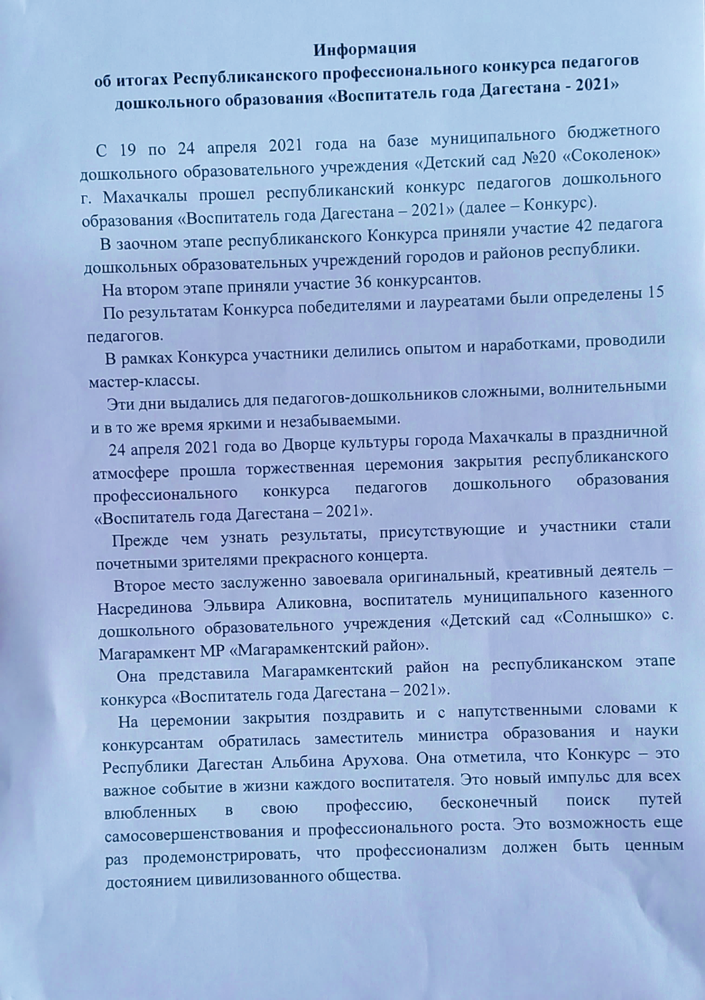 Информация
об итогах Республиканского профессионального конкурса педагогов
дошкольного образования «Воспитатель года Дагестана - 2021»
С 19 по 24 апреля 2021 года на базе муниципального бюджетного
дошкольного образовательного учреждения «Детский сад №20 «Соколенок»
г. Махачкалы прошел республиканский конкурс педагогов дошкольного
образования «Воспитатель года Дагестана – 2021» (далее – Конкурс).
В заочном этапе республиканского Конкурса приняли участие 42 педагога
дошкольных образовательных учреждений городов и районов республики.
На втором этапе приняли участие 36 конкурсантов.
По результатам Конкурса победителями и лауреатами были определены 15
педагогов.
В рамках Конкурса участники делились опытом и наработками, проводили
мастер-классы.
Эти дни выдались для педагогов-дошкольников сложными, волнительными
и в то же время яркими и незабываемыми.
24 апреля 2021 года во Дворце культуры города Махачкалы в праздничной
атмосфере прошла торжественная церемония закрытия республиканского
профессионального конкурса педагогов дошкольного образования
«Воспитатель года Дагестана – 2021».
Прежде чем узнать результаты, присутствующие и участники стали
почетными зрителями прекрасного концерта.
Второе место заслуженно завоевала оригинальный, креативный деятель –
Насрединова Эльвира Аликовна, воспитатель муниципального казенного
дошкольного образовательного учреждения «Детский сад «Солнышко» с.
Магарамкент МР «Магарамкентский район».
Она представила Магарамкентский район на республиканском этапе
конкурса «Воспитатель года Дагестана – 2021».
На церемонии закрытия поздравить и с напутственными словами к
конкурсантам обратилась заместитель министра образования и науки
Республики Дагестан Альбина Арухова. Она отметила, что Конкурс – это
важное событие в жизни каждого воспитателя. Это новый импульс для всех
влюбленных в свою профессию, бесконечный поиск путей
самосовершенствования и профессионального роста. Это возможность еще
раз продемонстрировать, что профессионализм должен быть ценным
достоянием цивилизованного общества.